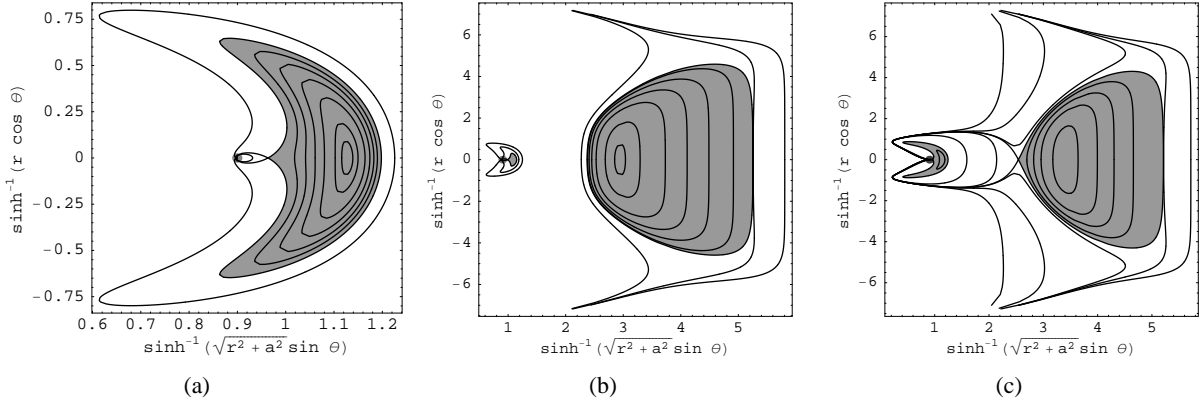 0.75
0.5
0.25
0
−0.25
−0.5
−0.75
sinh⁻¹ (r cos θ)
0.6 0.7 0.8 0.9 1 1.1 1.2
sinh⁻¹ (√r² + a² sin θ)
(a)
6
4
2
0
−2
−4
−6
sinh⁻¹ (r cos θ)
1 2 3 4 5
sinh⁻¹ (√r² + a² sin θ)
(b)
6
4
2
0
−2
−4
−6
sinh⁻¹ (r cos θ)
1 2 3 4 5
sinh⁻¹ (√r² + a² sin θ)
(c)